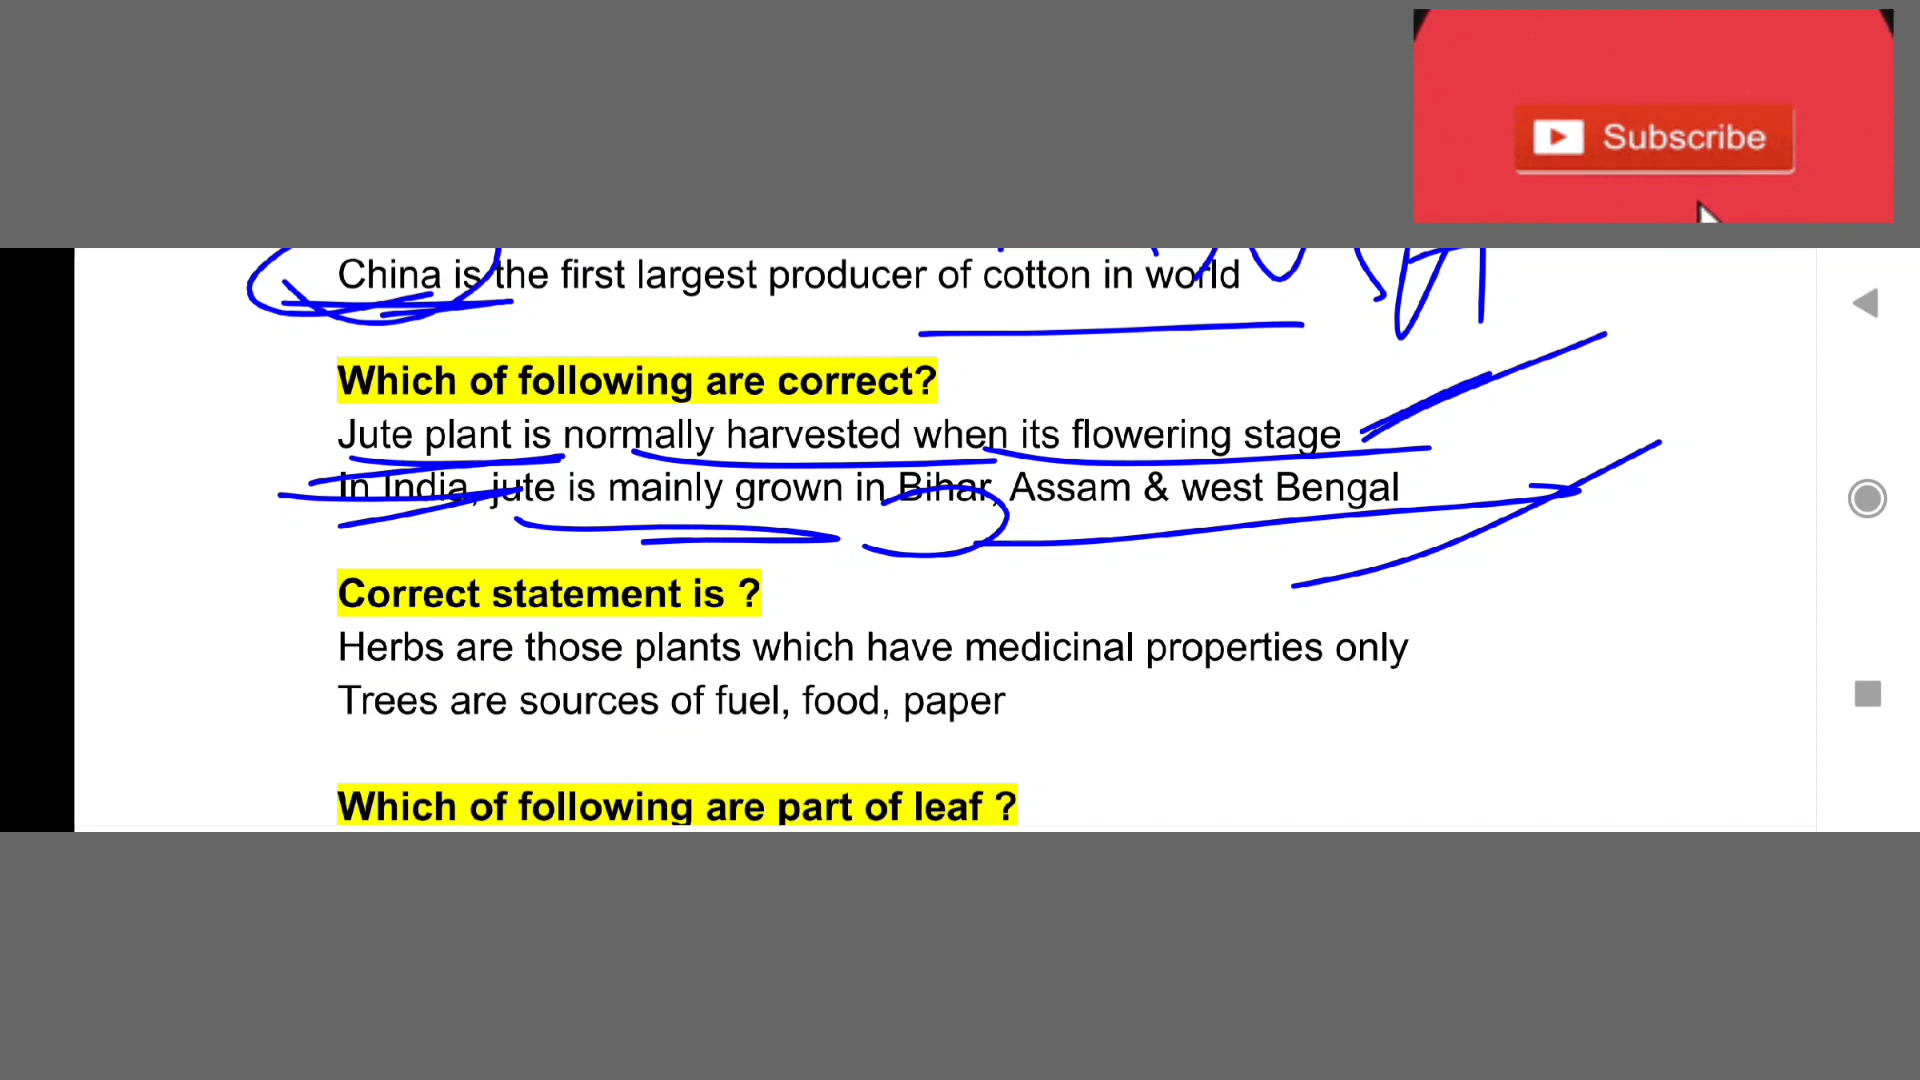 Subscribe
China is the first largest producer of cotton in world
Which of following are correct?
Jute plant is normally harvested when its flowering stage
In India, jute is mainly grown in Bihar, Assam & west Bengal
Correct statement is ?
Herbs are those plants which have medicinal properties only
Trees are sources of fuel, food, paper
Which of following are part of leaf ?